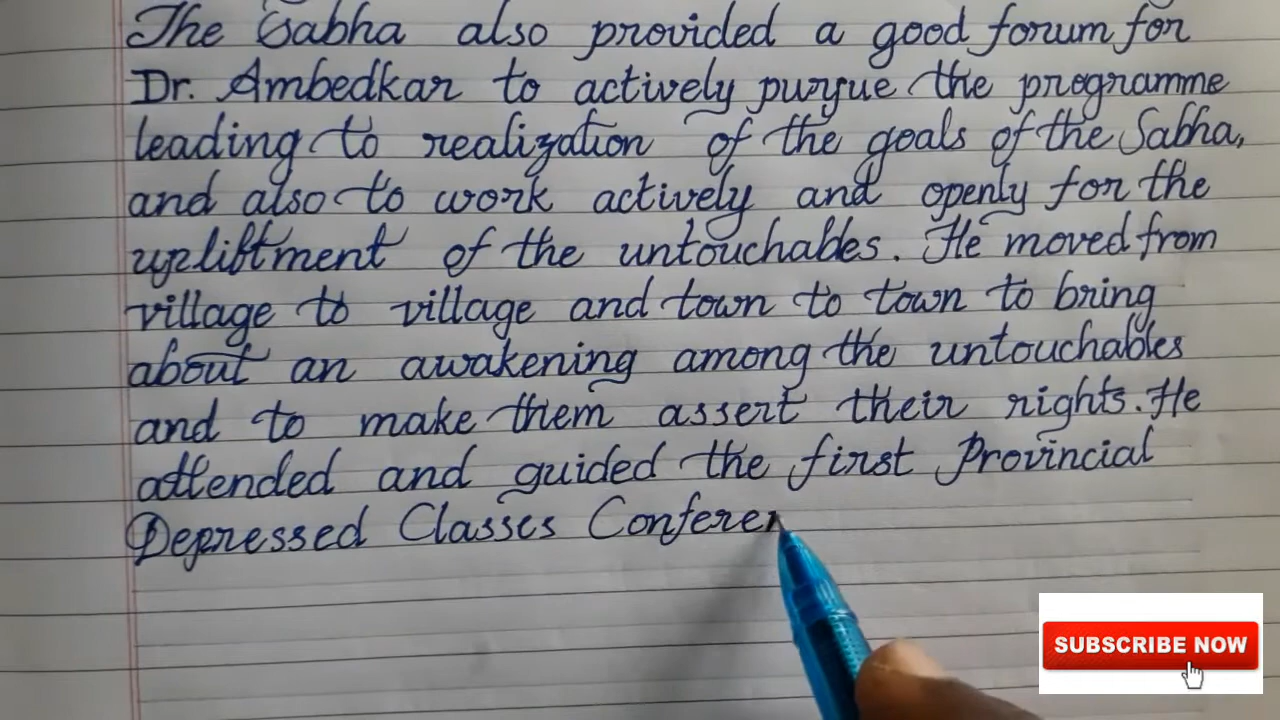 The Sabha also provided a good forum for
Dr. Ambedkar to actively pursue the programme
leading to realization of the goals of the Sabha,
and also to work actively and openly for the
upliftment of the untouchables. He moved from
village to village and town to town to bring
about an awakening among the untouchables
and to make them assert their rights. He
attended and guided the first Provincial
Depressed Classes Conferen
SUBSCRIBE NOW